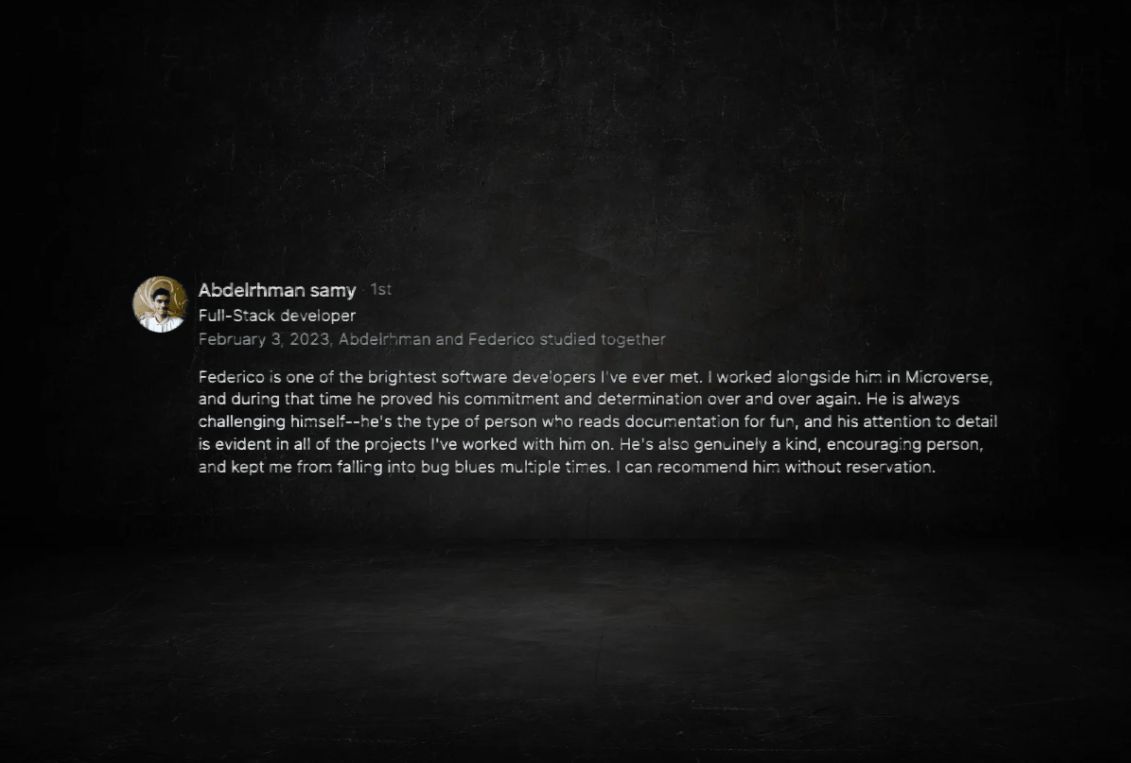 Abdelrhman samy · 1st
Full-Stack developer
February 3, 2023, Abdelrhman and Federico studied together
Federico is one of the brightest software developers I've ever met. I worked alongside him in Microverse,
and during that time he proved his commitment and determination over and over again. He is always
challenging himself--he's the type of person who reads documentation for fun, and his attention to detail
is evident in all of the projects I've worked with him on. He's also genuinely a kind, encouraging person,
and kept me from falling into bug blues multiple times. I can recommend him without reservation.